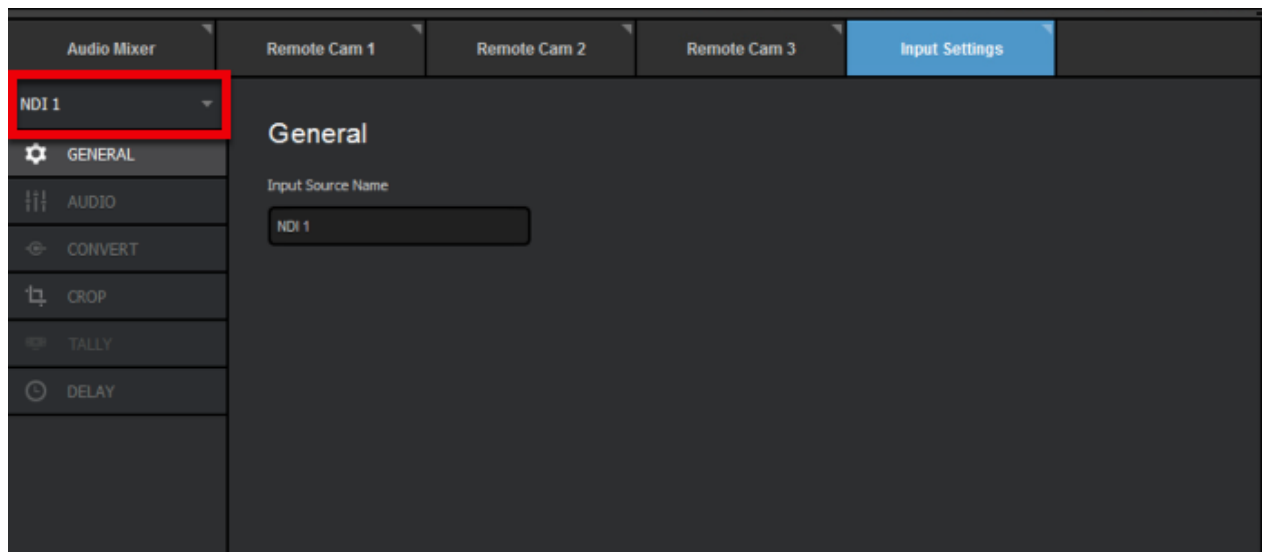 Audio Mixer
Remote Cam 1
Remote Cam 2
Remote Cam 3
Input Settings
NDI 1
GENERAL
AUDIO
CONVERT
CROP
TALLY
DELAY
General
Input Source Name
NDI 1